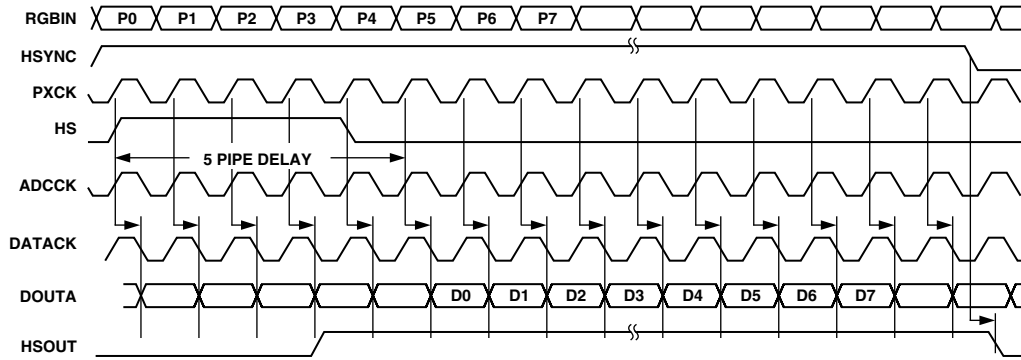 RGBIN P0 P1 P2 P3 P4 P5 P6 P7
HSYNC
PXCK
HS
5 PIPE DELAY
ADCCK
DATACK
DOUTA D0 D1 D2 D3 D4 D5 D6 D7
HSOUT